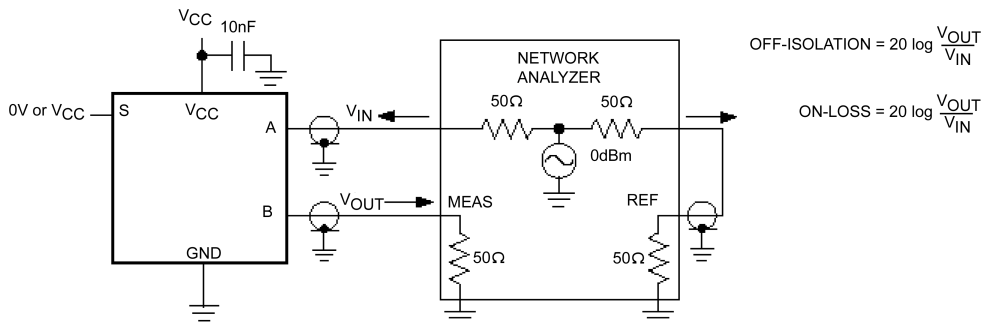 VCC
10nF
0V or VCC
S
VCC
A
B
GND
VIN
VOUT
NETWORK
ANALYZER
50Ω
50Ω
0dBm
MEAS
REF
50Ω
50Ω
OFF-ISOLATION = 20 log VOUT
VIN
ON-LOSS = 20 log VOUT
VIN